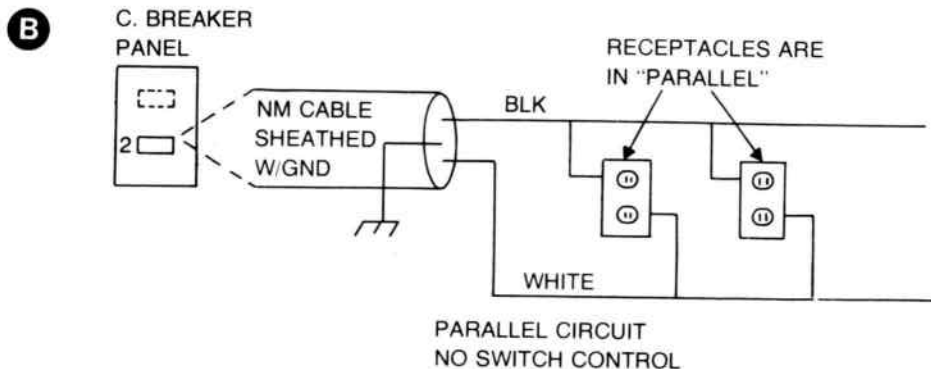 B
C. BREAKER
PANEL
2
NM CABLE
SHEATHED
W/GND
BLK
RECEPTACLES ARE
IN "PARALLEL"
WHITE
PARALLEL CIRCUIT
NO SWITCH CONTROL